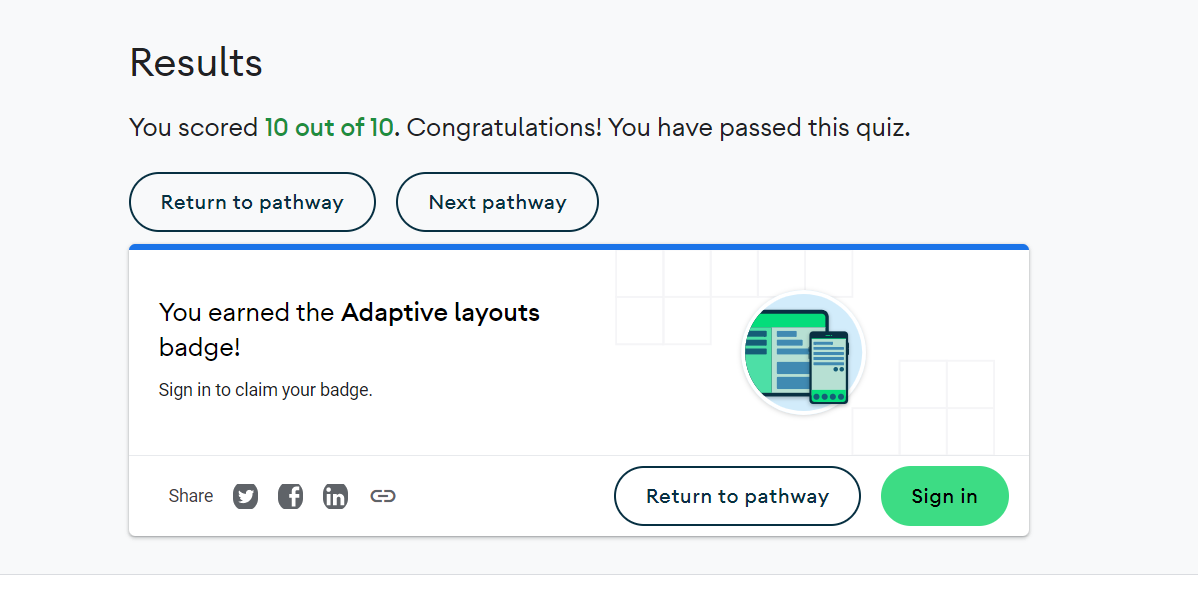 Results
You scored 10 out of 10. Congratulations! You have passed this quiz.
Return to pathway
Next pathway
You earned the Adaptive layouts
badge!
Sign in to claim your badge.
Share
Return to pathway
Sign in